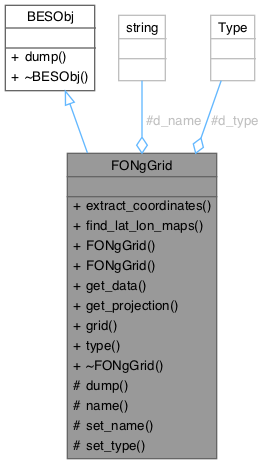 BESObj
+ dump()
+ ~BESObj()
string
Type
#d_name
#d_type
FONgGrid
+ extract_coordinates()
+ find_lat_lon_maps()
+ FONgGrid()
+ FONgGrid()
+ get_data()
+ get_projection()
+ grid()
+ type()
+ ~FONgGrid()
# dump()
# name()
# set_name()
# set_type()